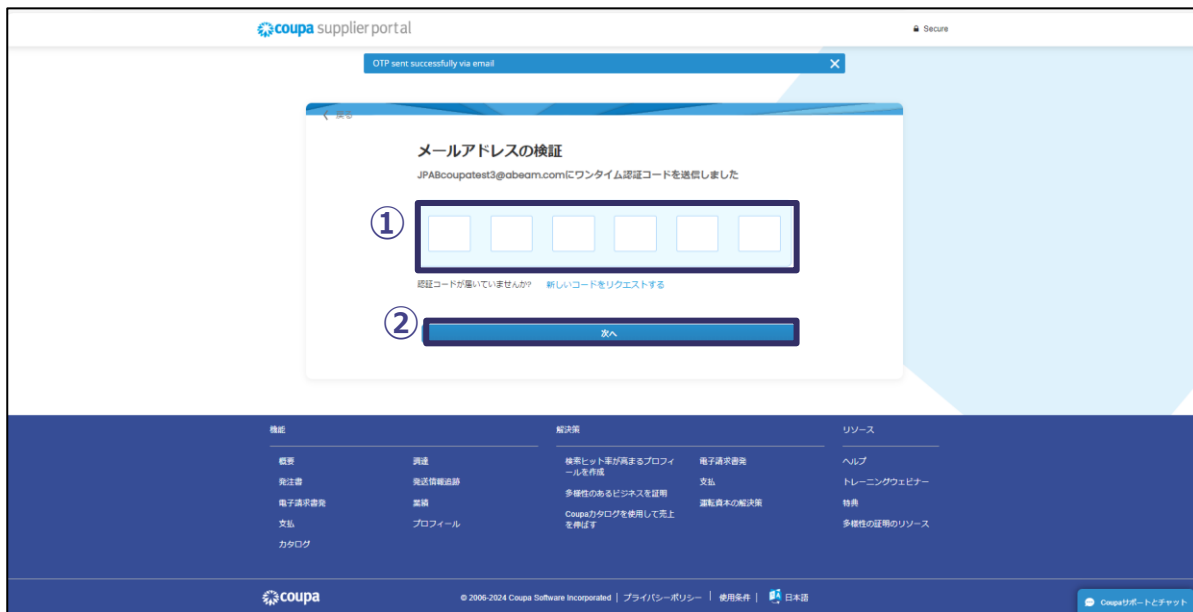 coupa supplier portal
Secure
OTP sent successfully via email
戻る
メールアドレスの検証
JPABcoupatest3@abeam.comにワンタイム認証コードを送信しました
①
認証コードが届いていませんか? 新しいコードをリクエストする
②
次へ
機能
概要
発注書
電子請求書発
支払
カタログ
調達
発送情報追跡
業績
プロフィール
解決策
検索ヒット率が高まるプロフィ
ールを作成
多様性のあるビジネスを証明
Coupaカタログを使用して売上
を伸ばす
電子請求書発
支払
運転資本の解決策
リソース
ヘルプ
トレーニングウェビナー
特典
多様性の証明のリソース
coupa
© 2006-2024 Coupa Software Incorporated | プライバシーポリシー | 使用条件 | 日本語
Coupaサポートとチャット